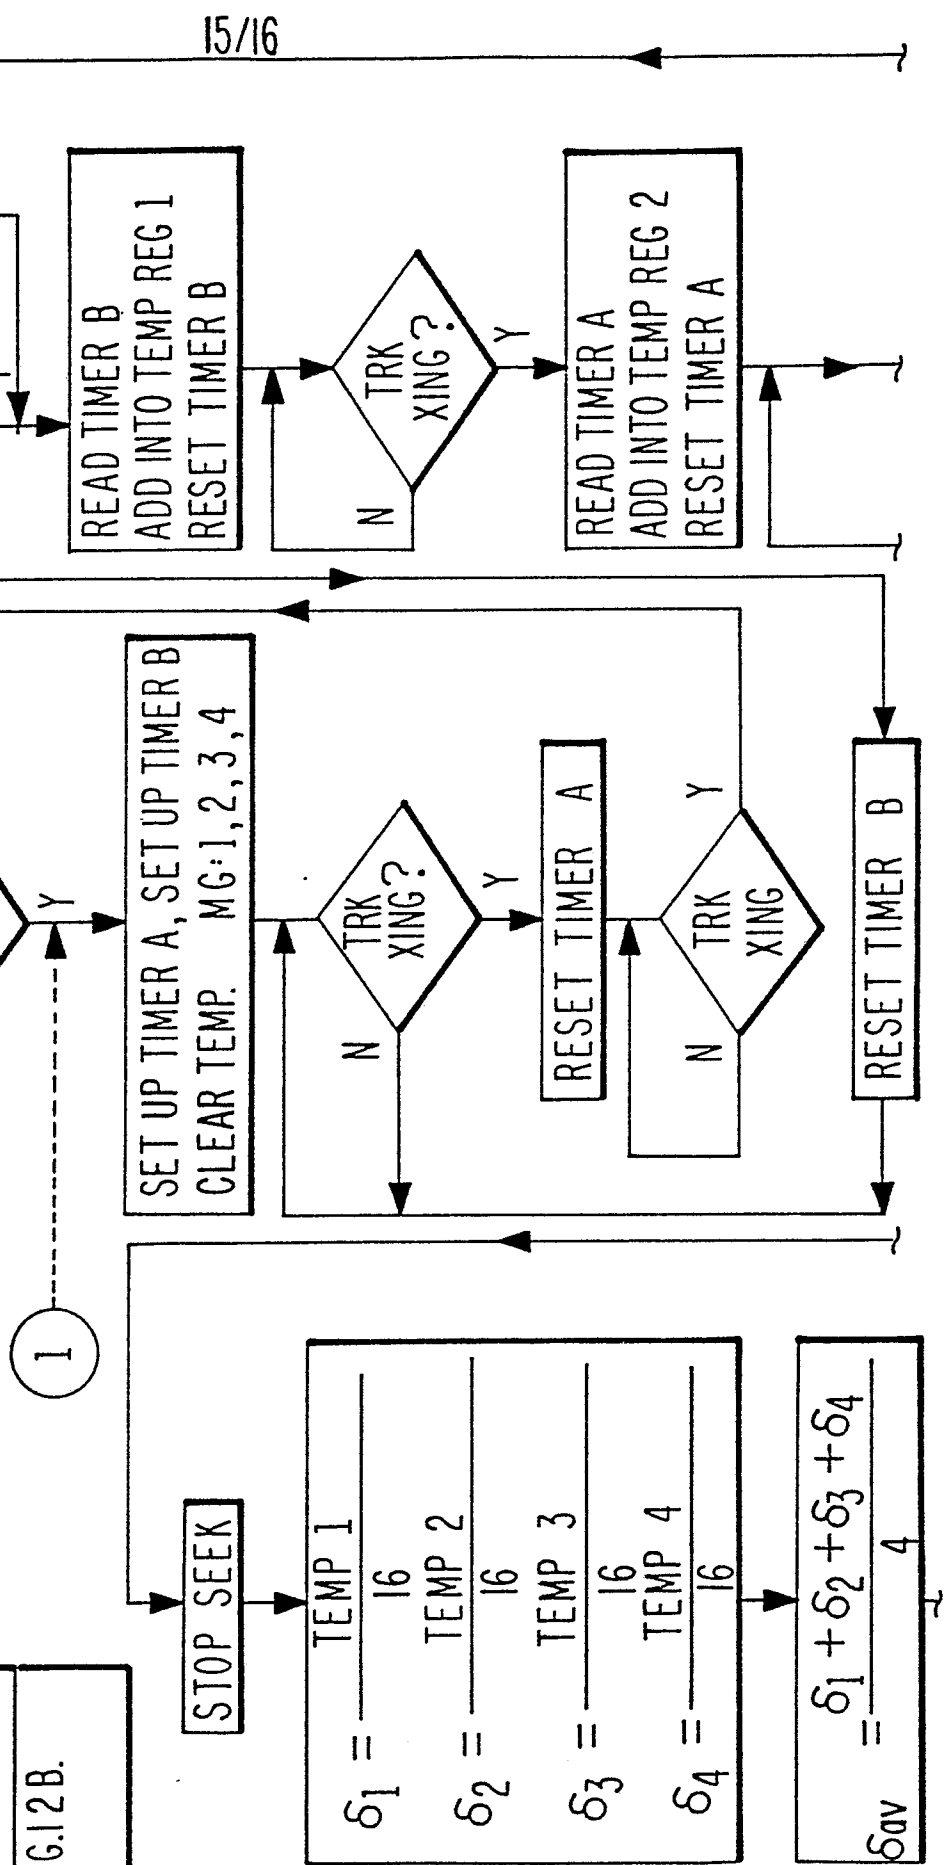 15/16
READ TIMER B
ADD INTO TEMP REG 1
RESET TIMER B
TRK
XING?
N
Y
READ TIMER A
ADD INTO TEMP REG 2
RESET TIMER A
Y
SET UP TIMER A, SET UP TIMER B
CLEAR TEMP. MG:1,2,3,4
TRK
XING?
N
Y
RESET TIMER A
TRK
XING
N
Y
RESET TIMER B
1
STOP SEEK
δ1 = TEMP 1
16
δ2 = TEMP 2
16
δ3 = TEMP 3
16
δ4 = TEMP 4
16
δav = δ1 + δ2 + δ3 + δ4
4
G.12B.